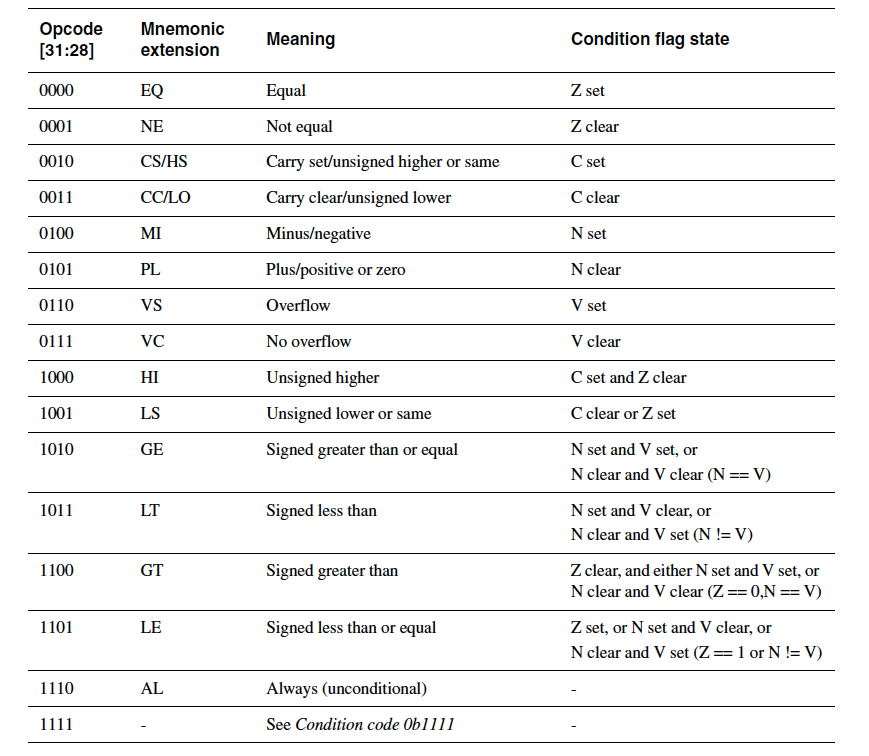 Opcode [31:28] Mnemonic extension Meaning Condition flag state
0000 EQ Equal Z set
0001 NE Not equal Z clear
0010 CS/HS Carry set/unsigned higher or same C set
0011 CC/LO Carry clear/unsigned lower C clear
0100 MI Minus/negative N set
0101 PL Plus/positive or zero N clear
0110 VS Overflow V set
0111 VC No overflow V clear
1000 HI Unsigned higher C set and Z clear
1001 LS Unsigned lower or same C clear or Z set
1010 GE Signed greater than or equal N set and V set, or
N clear and V clear (N == V)
1011 LT Signed less than N set and V clear, or
N clear and V set (N != V)
1100 GT Signed greater than Z clear, and either N set and V set, or
N clear and V clear (Z == 0,N == V)
1101 LE Signed less than or equal Z set, or N set and V clear, or
N clear and V set (Z == 1 or N != V)
1110 AL Always (unconditional) -
1111 - See Condition code 0b1111 -